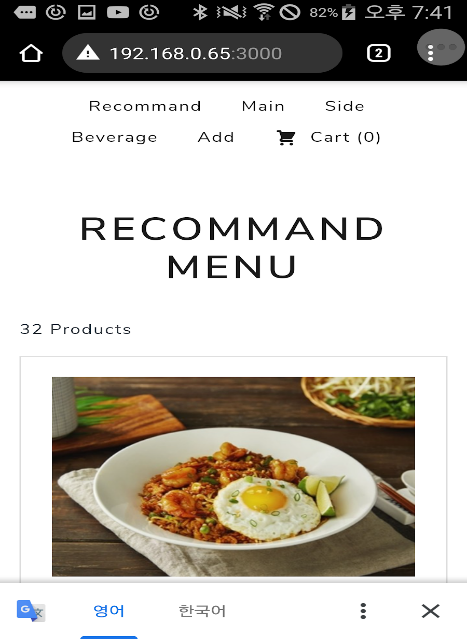 82% 오후 7:41
192.168.0.65:3000 2
Recommand Main Side
Beverage Add Cart (0)
RECOMMAND
MENU
32 Products
G 文 영어 한국어